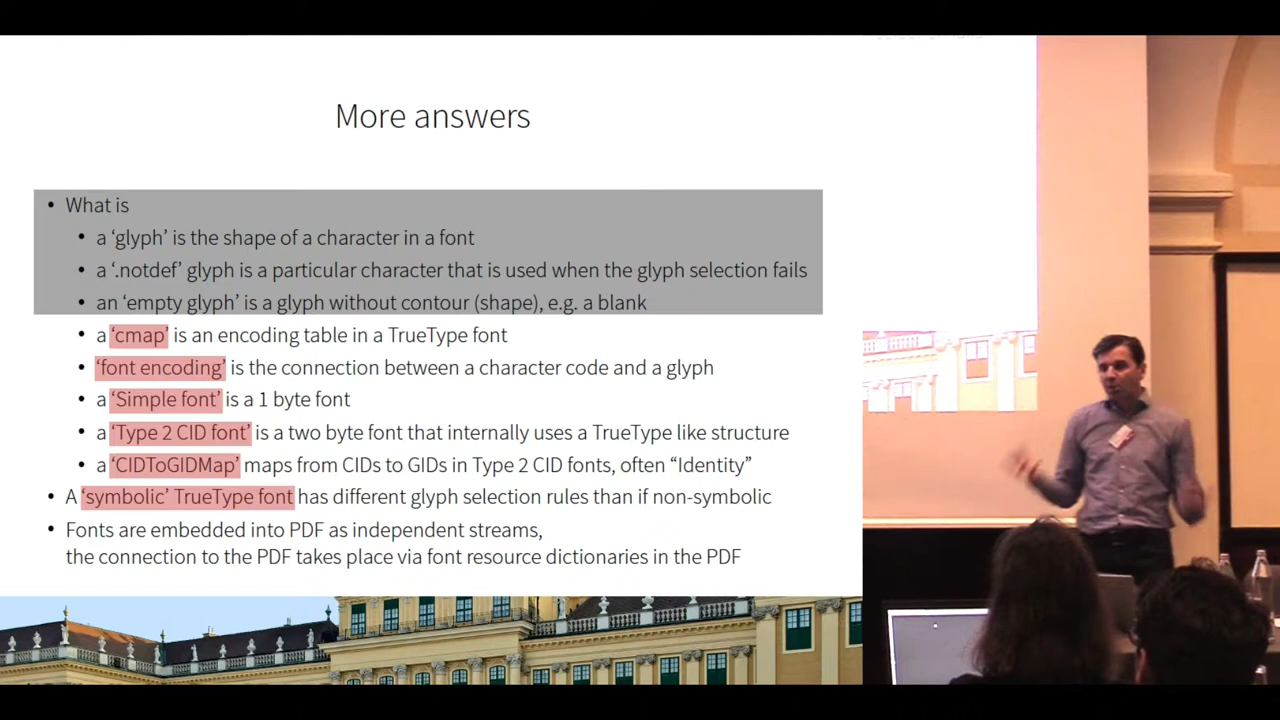 More answers
• What is
• a ‘glyph’ is the shape of a character in a font
• a ‘.notdef’ glyph is a particular character that is used when the glyph selection fails
• an ‘empty glyph’ is a glyph without contour (shape), e.g. a blank
• a ‘cmap’ is an encoding table in a TrueType font
• ‘font encoding’ is the connection between a character code and a glyph
• a ‘Simple font’ is a 1 byte font
• a ‘Type 2 CID font’ is a two byte font that internally uses a TrueType like structure
• a ‘CIDToGIDMap’ maps from CIDs to GIDs in Type 2 CID fonts, often “Identity”
• A ‘symbolic’ TrueType font has different glyph selection rules than if non-symbolic
• Fonts are embedded into PDF as independent streams,
the connection to the PDF takes place via font resource dictionaries in the PDF